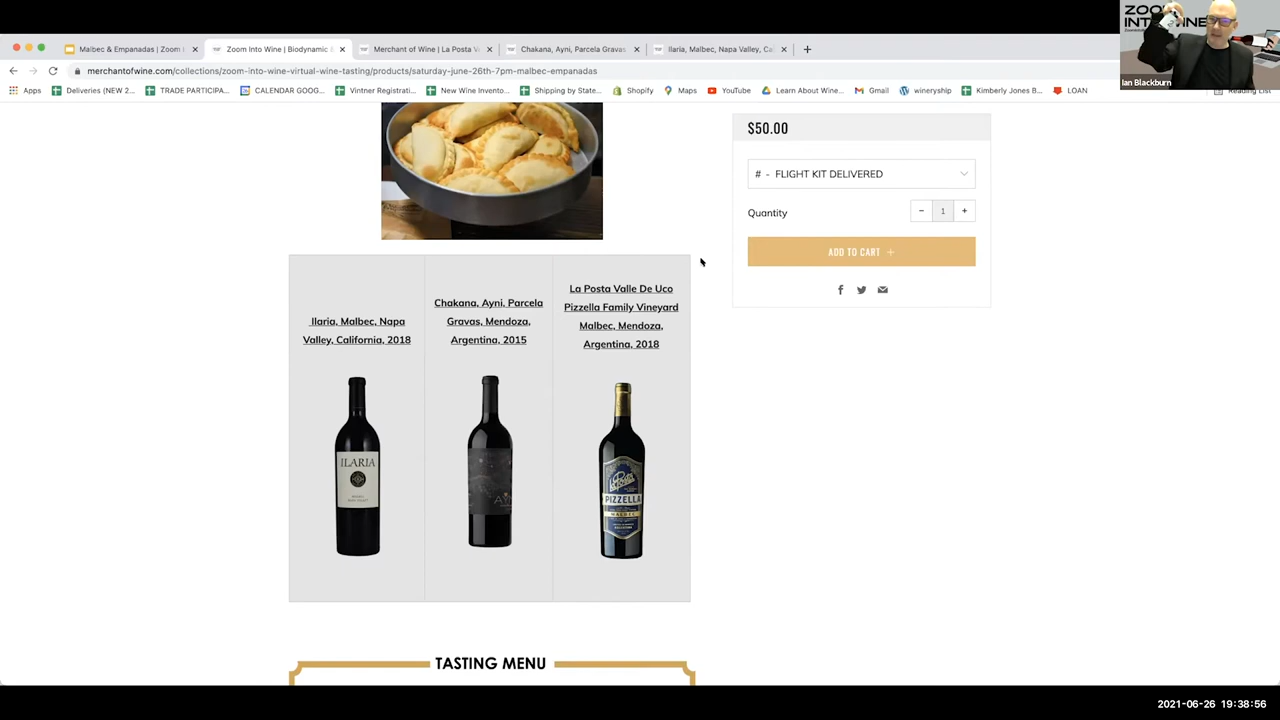 ZOOM
INTO WINE
Ian Blackburn
Malbec & Empanadas | Zoom I
Zoom Into Wine | Biodynamic &
Merchant of Wine | La Posta V
Chakana, Ayni, Parcela Gravas
Ilaria, Malbec, Napa Valley, Ca
merchantofwine.com/collections/zoom-into-wine-virtual-wine-tasting/products/saturday-june-26th-7pm-malbec-empanadas
Apps
Deliveries (NEW 2...
TRADE PARTICIPA...
CALENDAR GOOG...
Vintner Registrati...
New Wine Invento...
Shipping by State...
Shopify
Maps
YouTube
Learn About Wine...
Gmail
wineryship
Kimberly Jones B...
LOAN
Reading List
$50.00
# - FLIGHT KIT DELIVERED
Quantity
− 1 +
ADD TO CART +
Ilaria, Malbec, Napa
Valley, California, 2018
Chakana, Ayni, Parcela
Gravas, Mendoza,
Argentina, 2015
La Posta Valle De Uco
Pizzella Family Vineyard
Malbec, Mendoza,
Argentina, 2018
ILARIA
PIZZELLA
TASTING MENU
2021-06-26 19:38:56